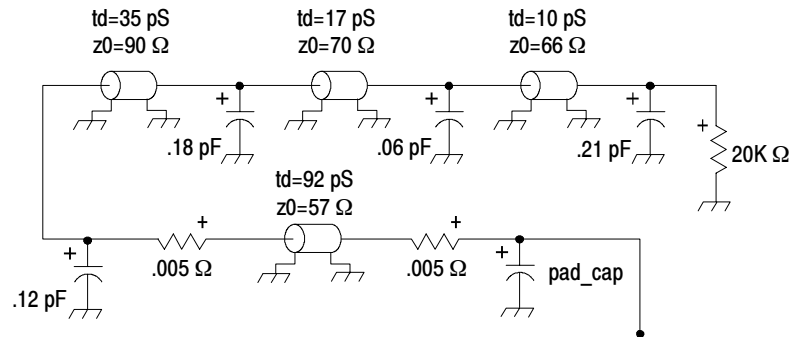 td=35 pS
z0=90 Ω
td=17 pS
z0=70 Ω
td=10 pS
z0=66 Ω
+
.18 pF
+
.06 pF
+
.21 pF
+
20K Ω
td=92 pS
z0=57 Ω
+
.12 pF
+
.005 Ω
+
.005 Ω
+
pad_cap